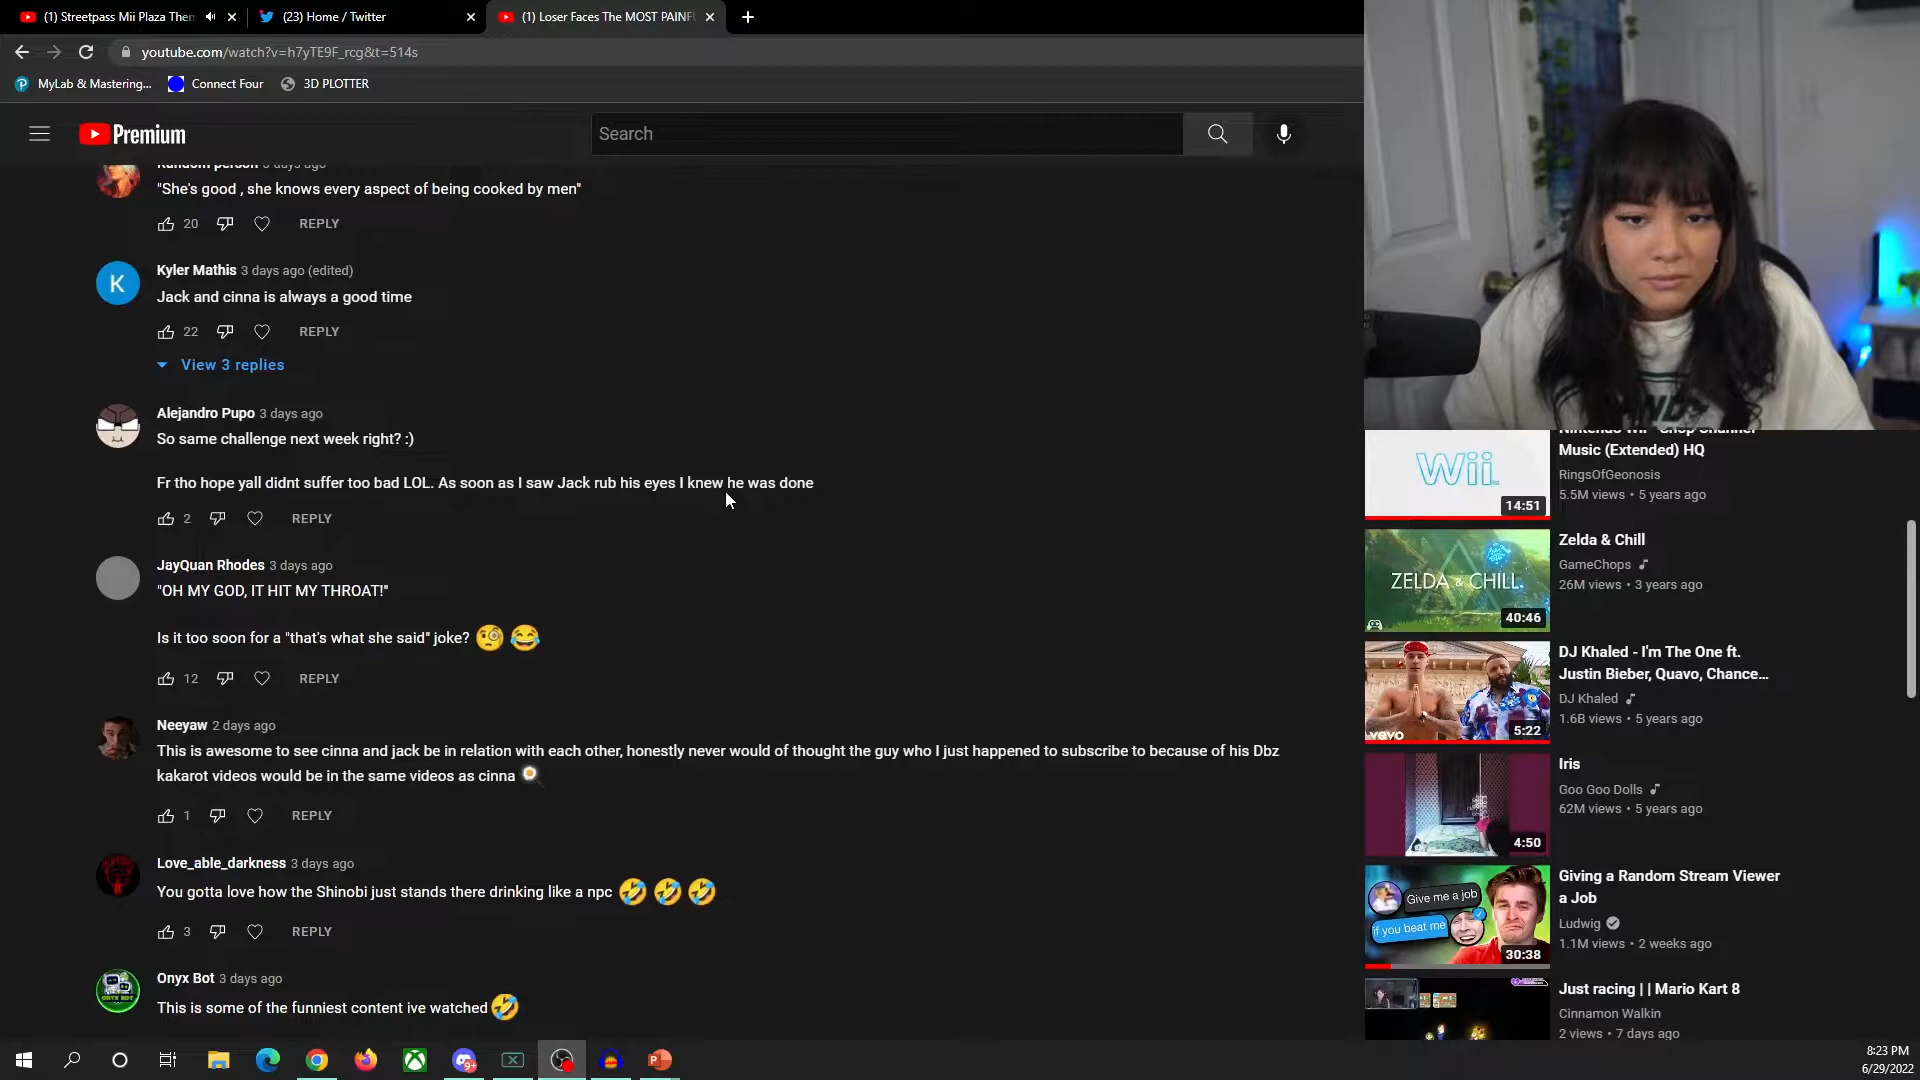 (1) Streetpass Mii Plaza Them
(23) Home / Twitter
(1) Loser Faces The MOST PAINFU
youtube.com/watch?v=h7yTE9F_rcg&t=514s
MyLab & Mastering...
Connect Four
3D PLOTTER
Premium
Search
Random person 3 days ago
"She's good , she knows every aspect of being cooked by men"
20
REPLY
K
Kyler Mathis 3 days ago (edited)
Jack and cinna is always a good time
22
REPLY
View 3 replies
Alejandro Pupo 3 days ago
So same challenge next week right? :)
Fr tho hope yall didnt suffer too bad LOL. As soon as I saw Jack rub his eyes I knew he was done
2
REPLY
JayQuan Rhodes 3 days ago
"OH MY GOD, IT HIT MY THROAT!"
Is it too soon for a "that's what she said" joke? 🧐 😂
12
REPLY
Neeyaw 2 days ago
This is awesome to see cinna and jack be in relation with each other, honestly never would of thought the guy who I just happened to subscribe to because of his Dbz
kakarot videos would be in the same videos as cinna 🍳
1
REPLY
Love_able_darkness 3 days ago
You gotta love how the Shinobi just stands there drinking like a npc 🤣 🤣 🤣
3
REPLY
Onyx Bot 3 days ago
This is some of the funniest content ive watched 🤣
Nintendo Wii - Shop Channel
Music (Extended) HQ
RingsOfGeonosis
5.5M views • 5 years ago
Wii
14:51
Zelda & Chill
GameChops
26M views • 3 years ago
ZELDA & CHILL
40:46
DJ Khaled - I'm The One ft.
Justin Bieber, Quavo, Chance...
DJ Khaled
1.6B views • 5 years ago
vevo
5:22
Iris
Goo Goo Dolls
62M views • 5 years ago
4:50
Giving a Random Stream Viewer
a Job
Ludwig
1.1M views • 2 weeks ago
Give me a job
if you beat me
30:38
Just racing | | Mario Kart 8
Cinnamon Walkin
2 views • 7 days ago
9+
8:23 PM
6/29/2022